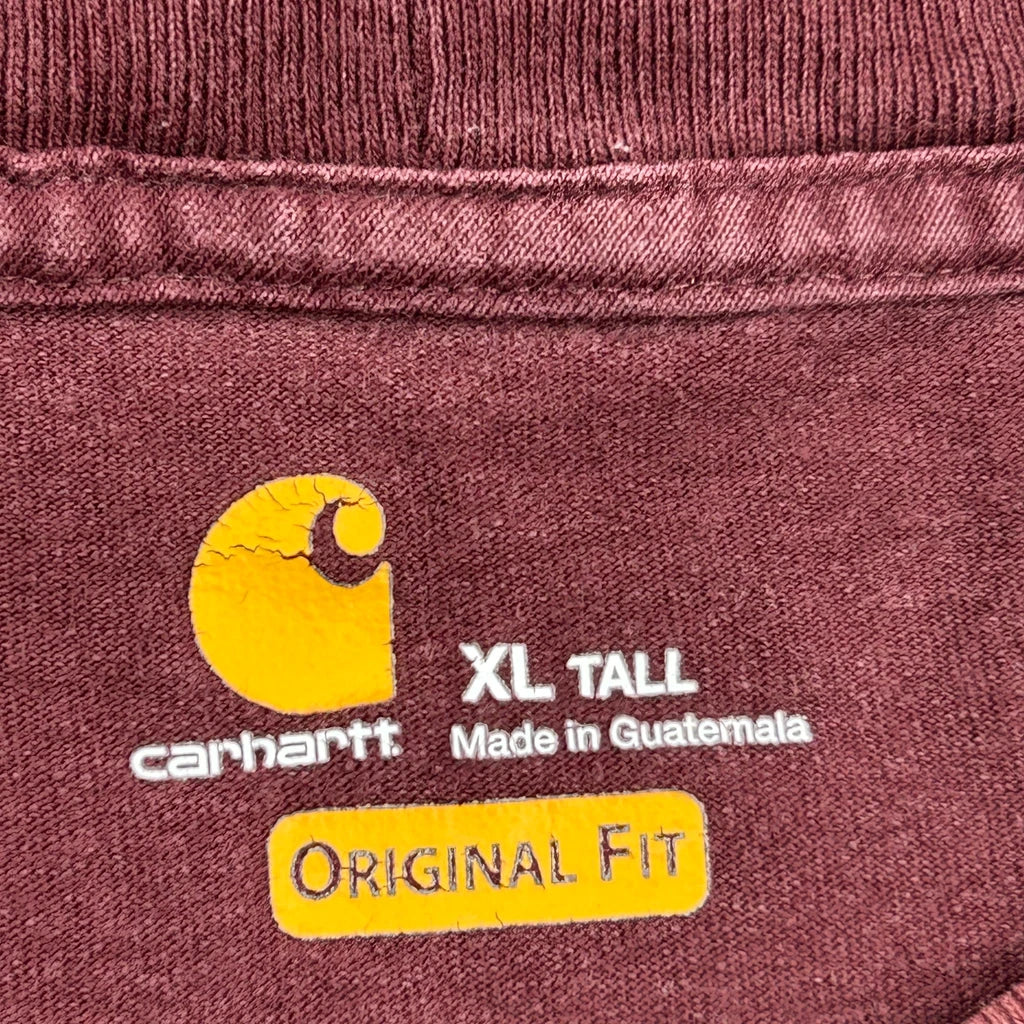 XL TALL
carhartt
Made in Guatemala
ORIGINAL FIT